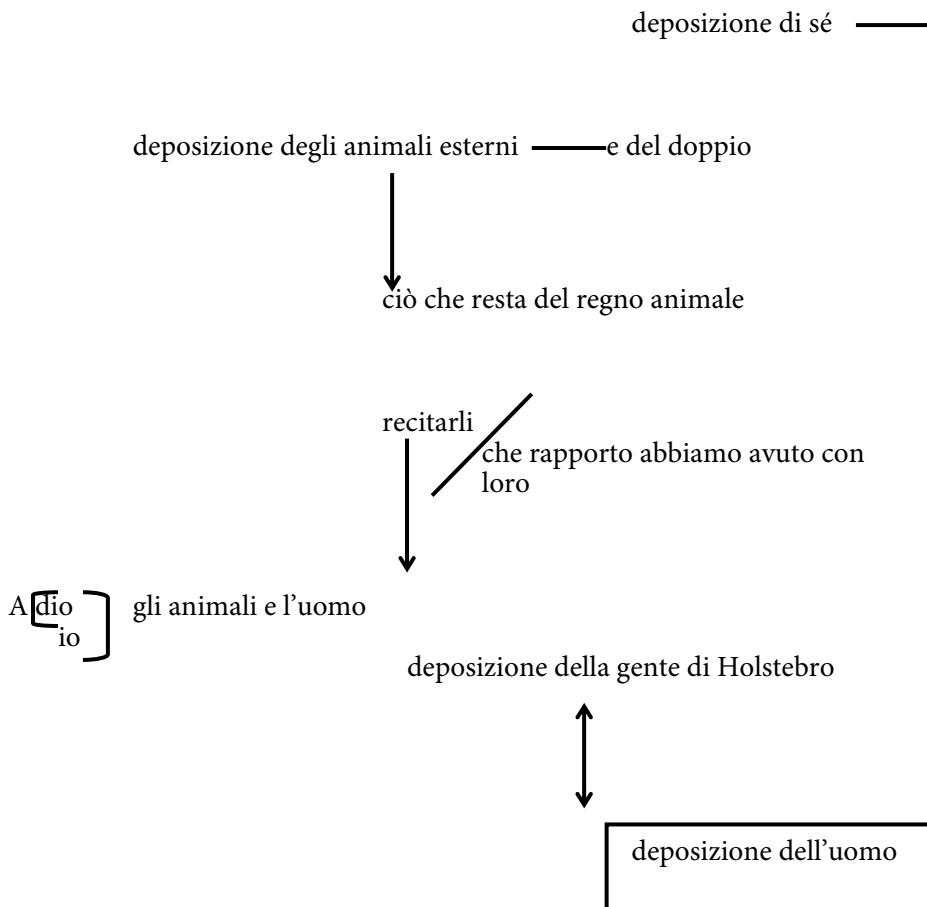 deposizione di sé
deposizione degli animali esterni e del doppio
ciò che resta del regno animale
recitarli
che rapporto abbiamo avuto con
loro
A dio gli animali e l’uomo
io
deposizione della gente di Holstebro
deposizione dell’uomo